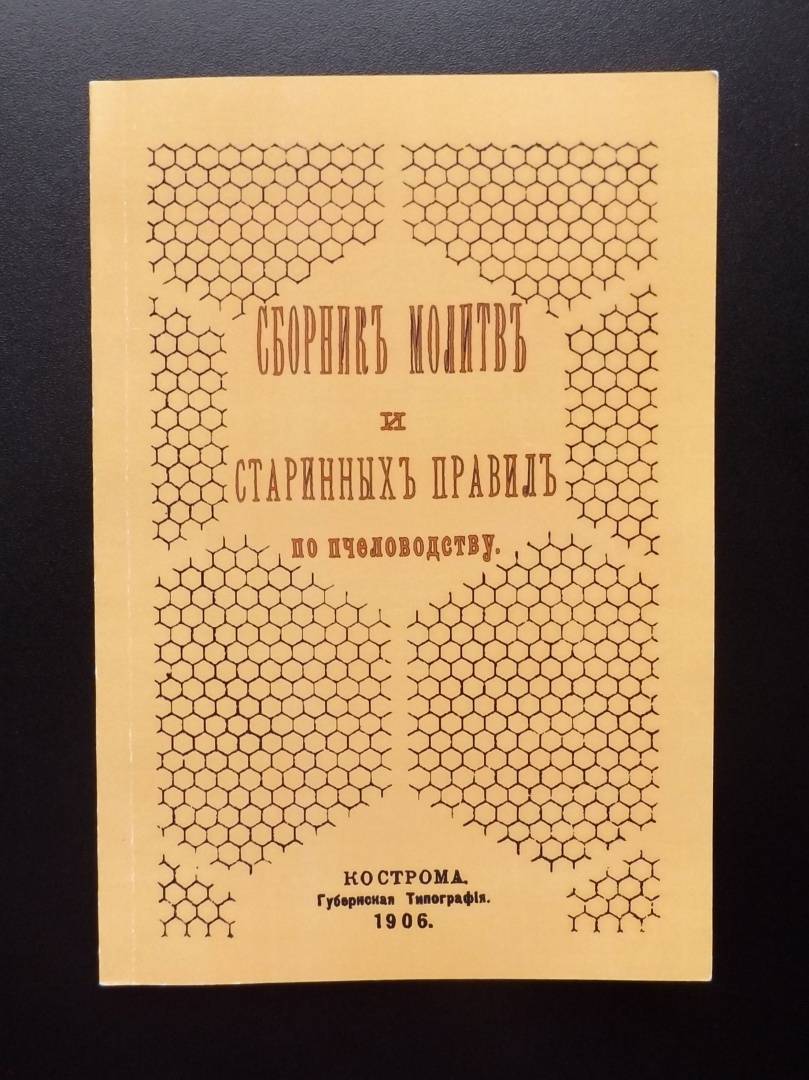 СБОРНИКЪ МОЛИТВЪ
И
СТАРИННЫХЪ ПРАВИЛЪ
по пчеловодству.
КОСТРОМА.
Губернская Типографія.
1906.